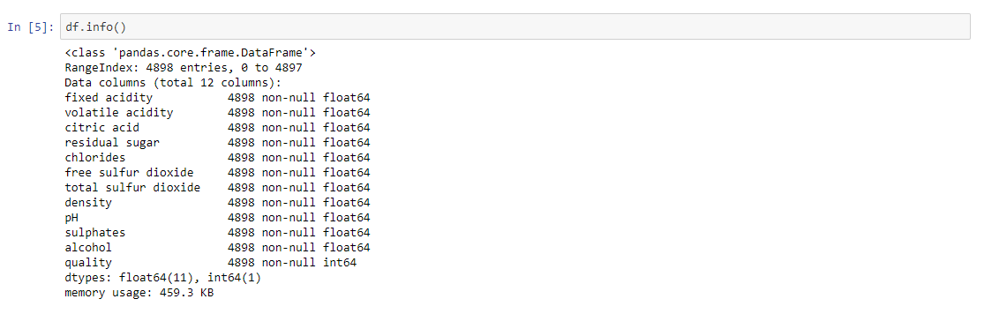 In [5]: df.info()
<class 'pandas.core.frame.DataFrame'>
RangeIndex: 4898 entries, 0 to 4897
Data columns (total 12 columns):
fixed acidity           4898 non-null float64
volatile acidity        4898 non-null float64
citric acid             4898 non-null float64
residual sugar          4898 non-null float64
chlorides               4898 non-null float64
free sulfur dioxide     4898 non-null float64
total sulfur dioxide    4898 non-null float64
density                 4898 non-null float64
pH                      4898 non-null float64
sulphates               4898 non-null float64
alcohol                 4898 non-null float64
quality                 4898 non-null int64
dtypes: float64(11), int64(1)
memory usage: 459.3 KB